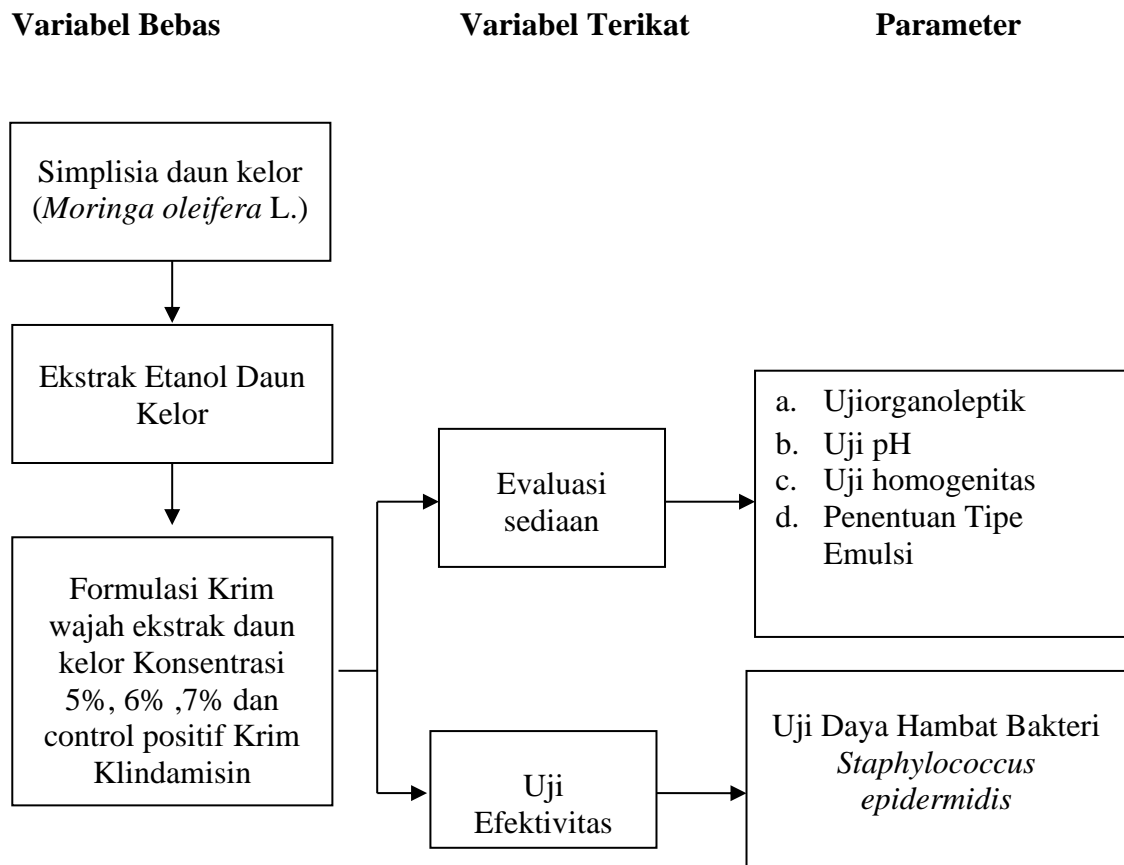 Variabel Bebas
Variabel Terikat
Parameter
Simplisia daun kelor
(Moringa oleifera L.)
Ekstrak Etanol Daun
Kelor
Formulasi Krim
wajah ekstrak daun
kelor Konsentrasi
5%, 6% ,7% dan
control positif Krim
Klindamisin
Evaluasi
sediaan
Uji
Efektivitas
a. Ujiorganoleptik
b. Uji pH
c. Uji homogenitas
d. Penentuan Tipe
Emulsi
Uji Daya Hambat Bakteri
Staphylococcus
epidermidis